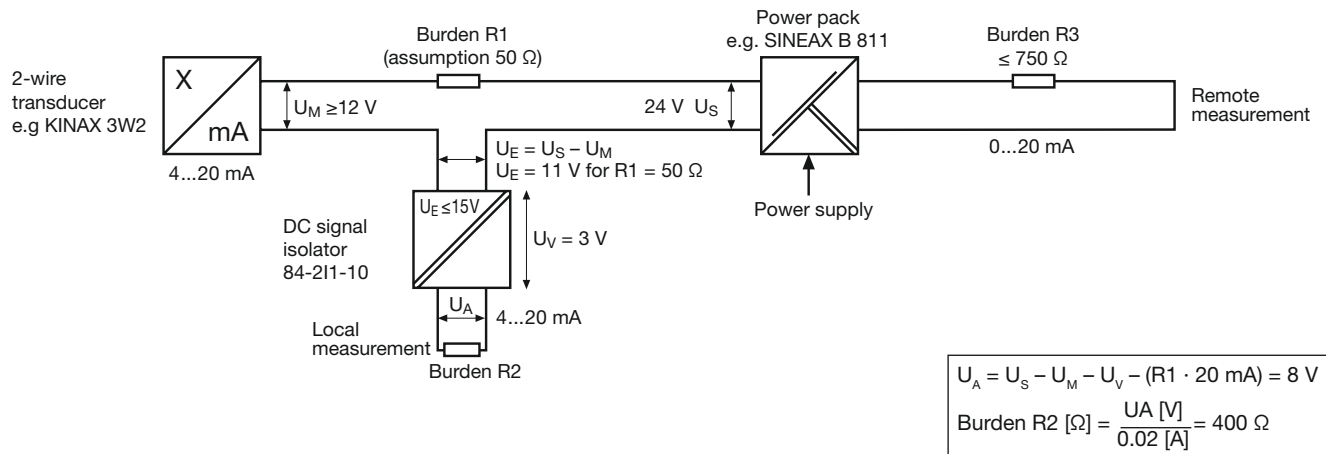 2-wire
transducer
e.g KINAX 3W2
X
mA
4...20 mA
Burden R1
(assumption 50 Ω)
U_M ≥12 V
24 V U_S
Power pack
e.g. SINEAX B 811
Power supply
Burden R3
≤ 750 Ω
0...20 mA
Remote
measurement
U_E = U_S – U_M
U_E = 11 V for R1 = 50 Ω
DC signal
isolator
84-2I1-10
U_E ≤15V
U_V = 3 V
U_A
4...20 mA
Local
measurement
Burden R2
U_A = U_S – U_M – U_V – (R1 · 20 mA) = 8 V
Burden R2 [Ω] = UA [V] / 0.02 [A] = 400 Ω